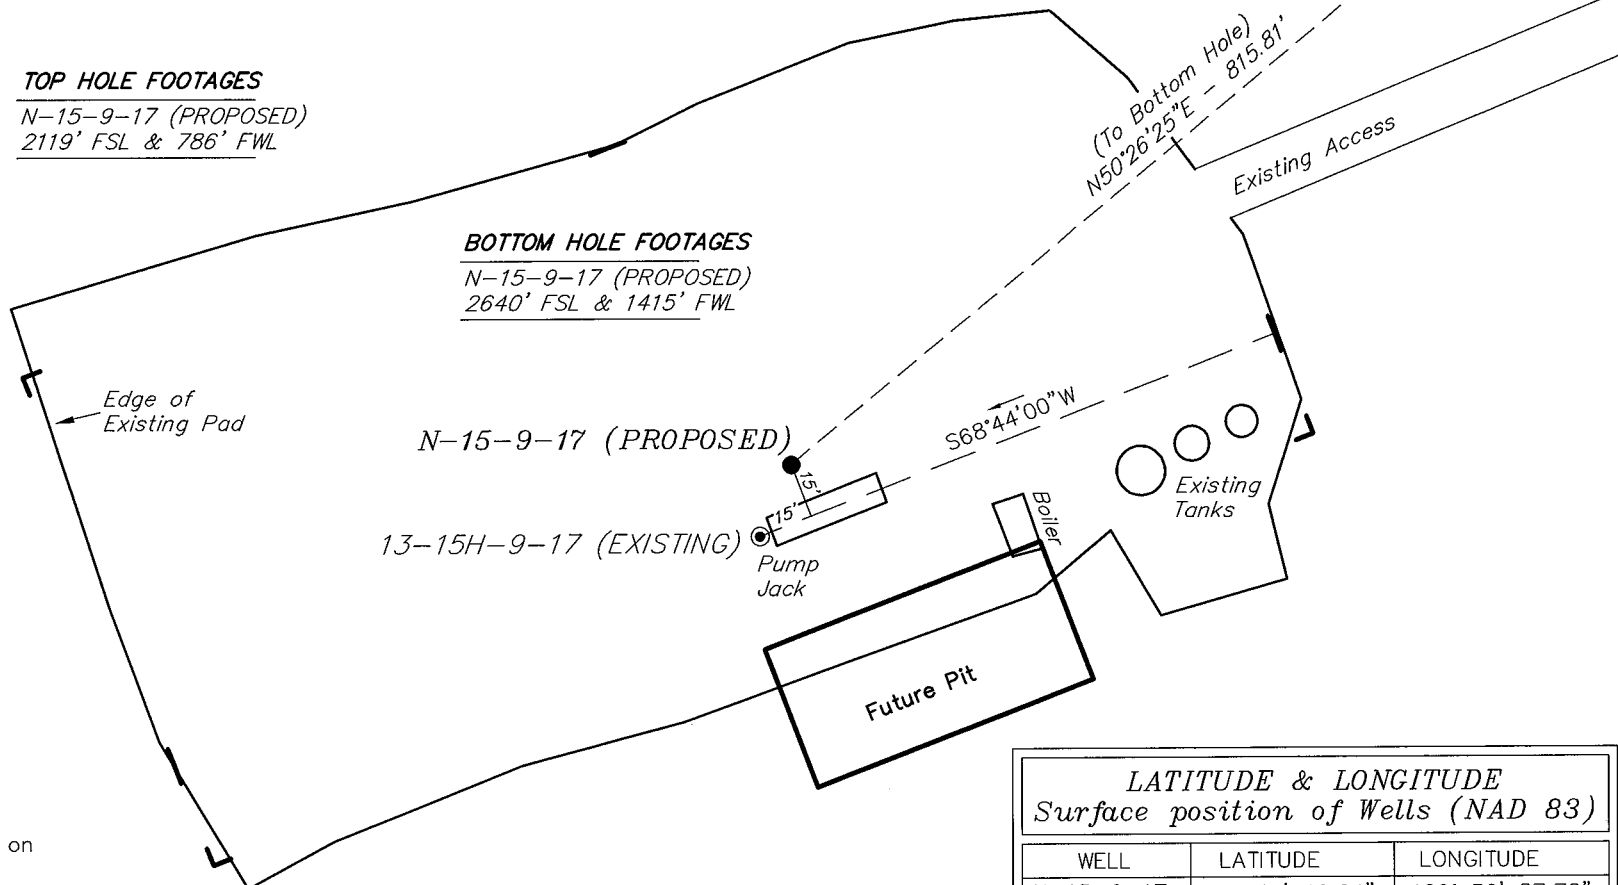 TOP HOLE FOOTAGES
N-15-9-17 (PROPOSED)
2119' FSL & 786' FWL
(To Bottom Hole)
N50°26'25"E - 815.81'
Existing Access
BOTTOM HOLE FOOTAGES
N-15-9-17 (PROPOSED)
2640' FSL & 1415' FWL
Edge of
Existing Pad
N-15-9-17 (PROPOSED)
S68°44'00"W
15'
15'
13-15H-9-17 (EXISTING)
Pump
Jack
Boiler
Existing
Tanks
Future Pit
LATITUDE & LONGITUDE
Surface position of Wells (NAD 83)
WELL LATITUDE LONGITUDE
on